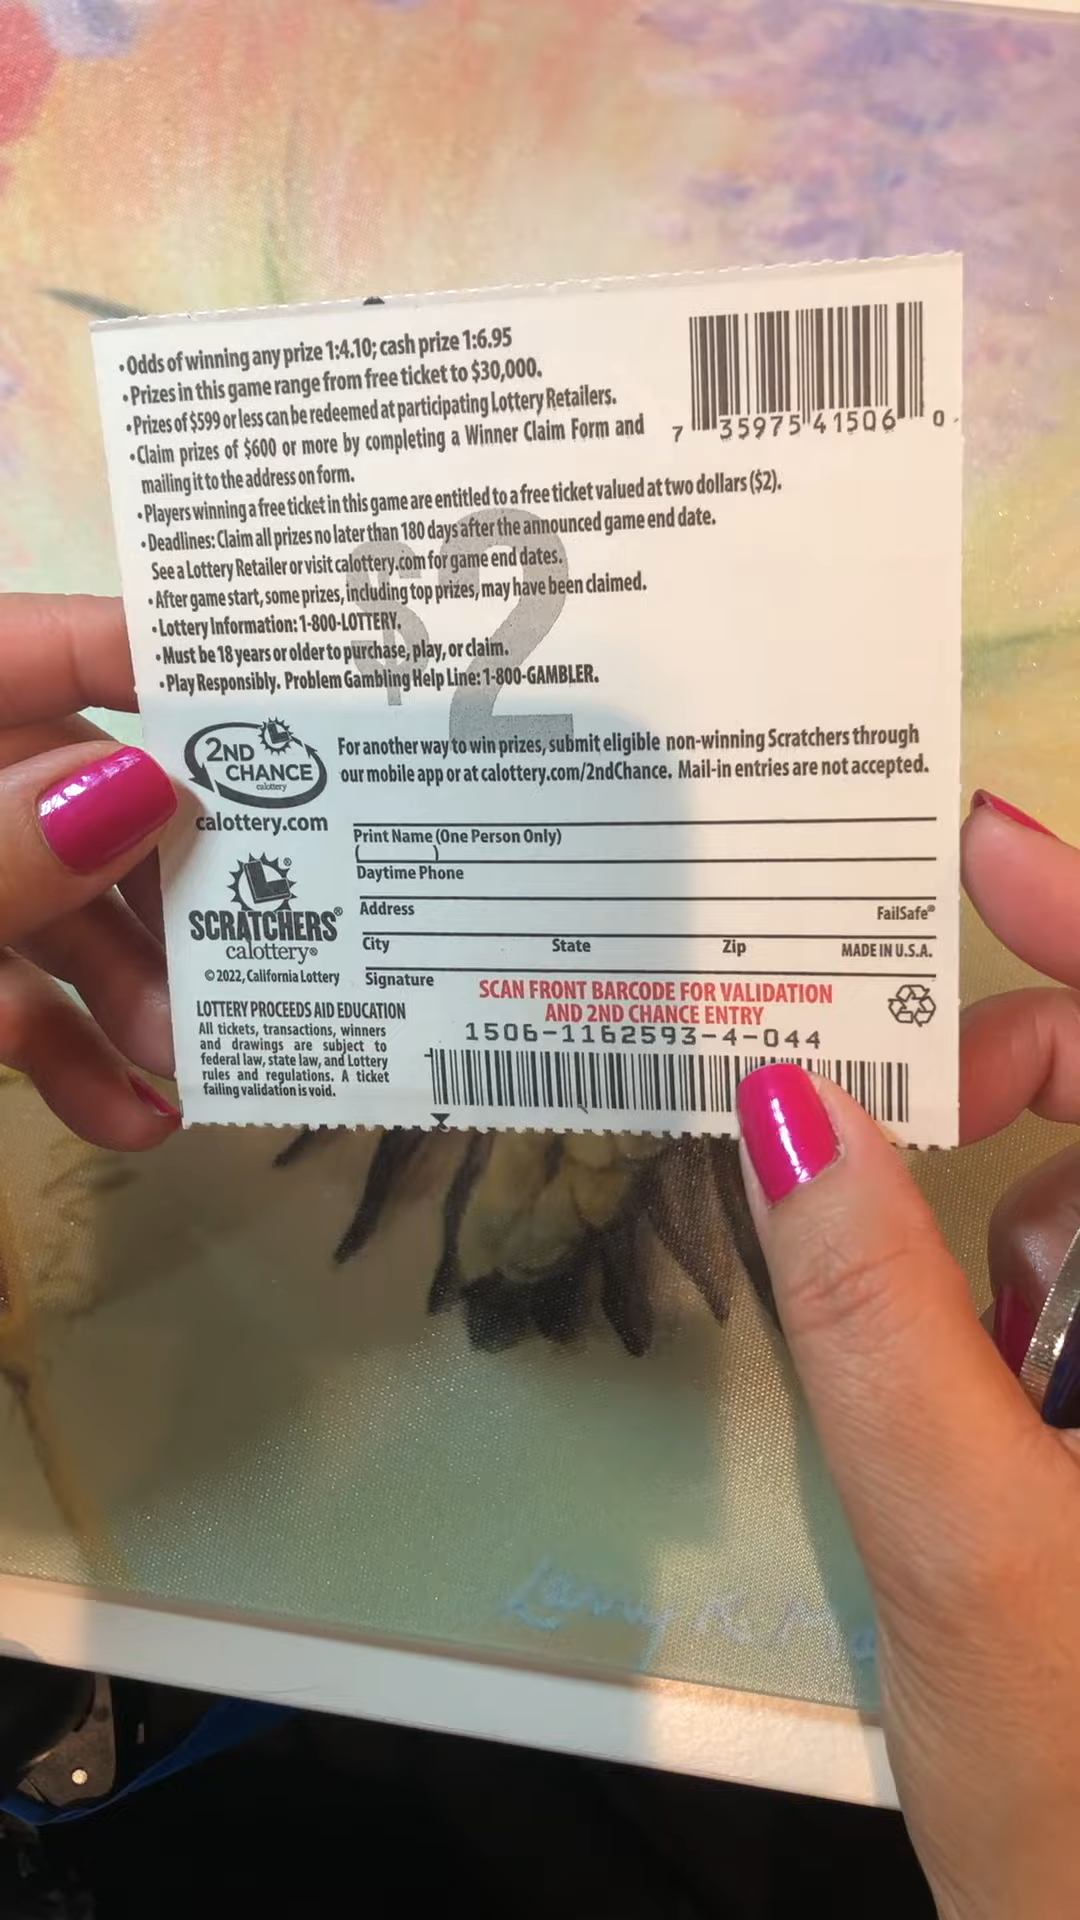 •Odds of winning any prize 1:4.10; cash prize 1:6.95
•Prizes in this game range from free ticket to $30,000.
•Prizes of $599 or less can be redeemed at participating Lottery Retailers.
•Claim prizes of $600 or more by completing a Winner Claim Form and
mailing it to the address on form.
•Players winning a free ticket in this game are entitled to a free ticket valued at two dollars ($2).
•Deadlines: Claim all prizes no later than 180 days after the announced game end date.
See a Lottery Retailer or visit calottery.com for game end dates.
•After game start, some prizes, including top prizes, may have been claimed.
•Lottery Information: 1-800-LOTTERY.
•Must be 18 years or older to purchase, play, or claim.
•Play Responsibly. Problem Gambling Help Line: 1-800-GAMBLER.
$2
7 35975 41506 0
2ND
CHANCE
calottery
calottery.com
For another way to win prizes, submit eligible non-winning Scratchers through
our mobile app or at calottery.com/2ndChance. Mail-in entries are not accepted.
Print Name (One Person Only)
( )
Daytime Phone
Address FailSafe®
City State Zip MADE IN U.S.A.
Signature
SCRATCHERS®
calottery®
© 2022, California Lottery
LOTTERY PROCEEDS AID EDUCATION
All tickets, transactions, winners
and drawings are subject to
federal law, state law, and Lottery
rules and regulations. A ticket
failing validation is void.
SCAN FRONT BARCODE FOR VALIDATION
AND 2ND CHANCE ENTRY
1506-1162593-4-044
Larry K.